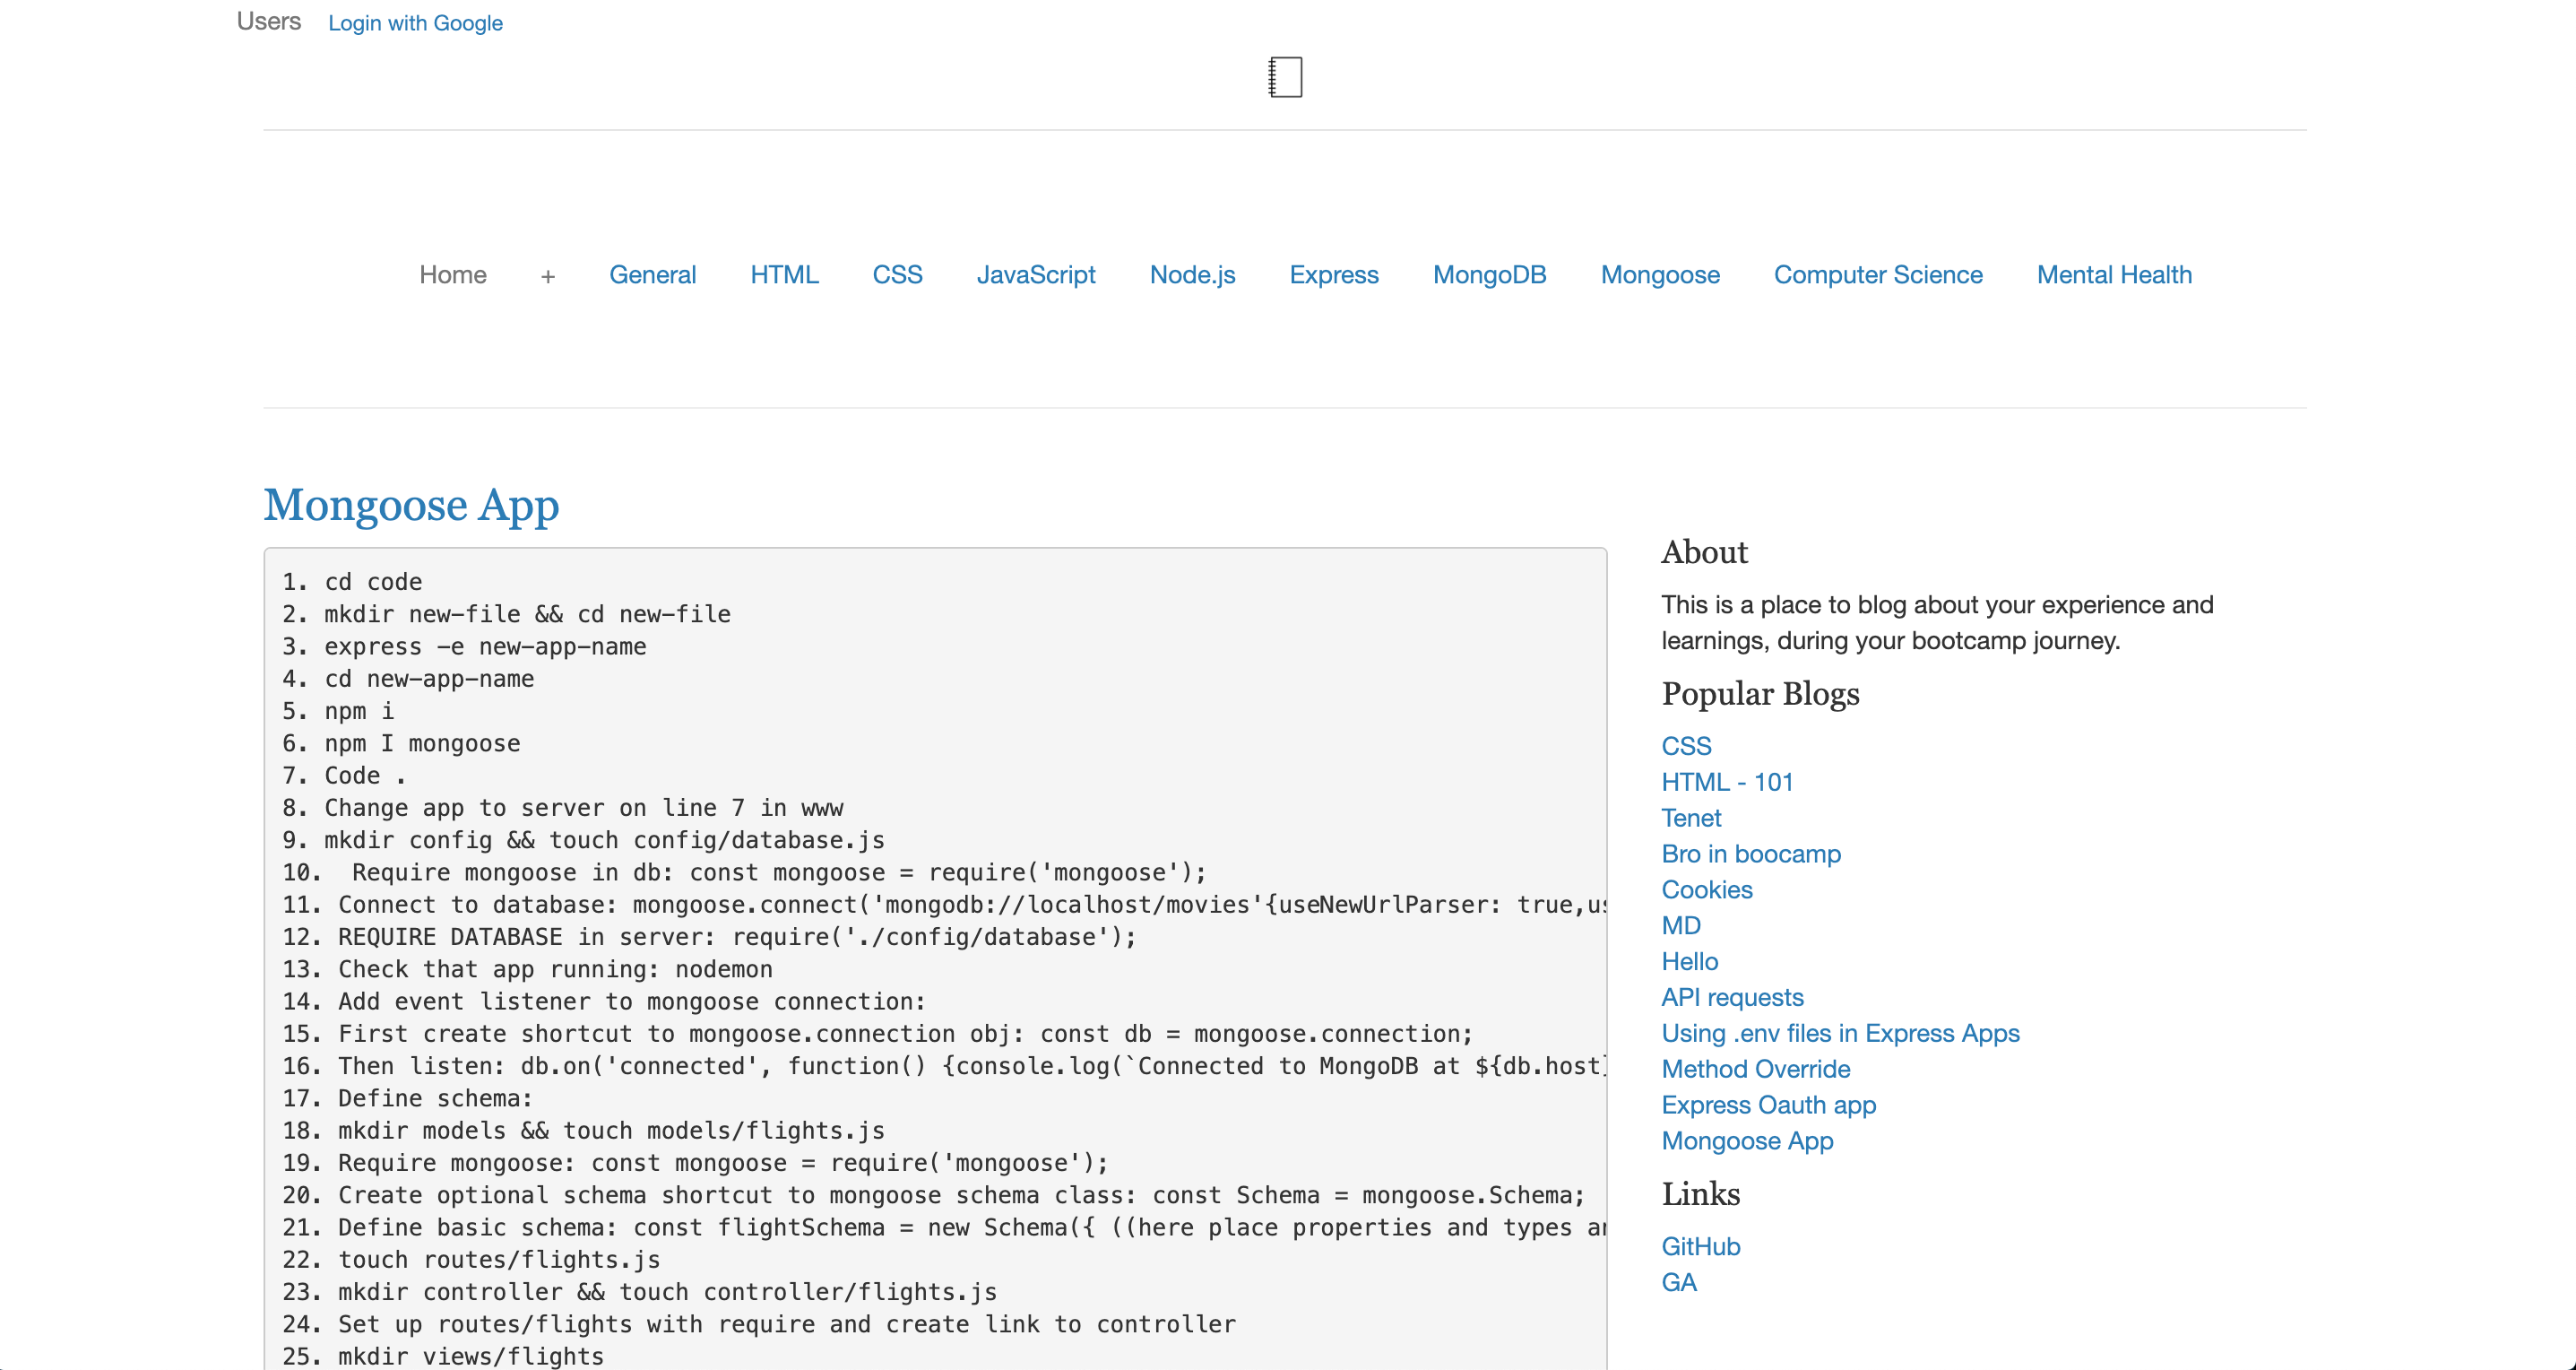 Users Login with Google
Home + General HTML CSS JavaScript Node.js Express MongoDB Mongoose Computer Science Mental Health
Mongoose App
1. cd code
2. mkdir new-file && cd new-file
3. express -e new-app-name
4. cd new-app-name
5. npm i
6. npm I mongoose
7. Code .
8. Change app to server on line 7 in www
9. mkdir config && touch config/database.js
10.  Require mongoose in db: const mongoose = require('mongoose');
11. Connect to database: mongoose.connect('mongodb://localhost/movies'{useNewUrlParser: true,us
12. REQUIRE DATABASE in server: require('./config/database');
13. Check that app running: nodemon
14. Add event listener to mongoose connection:
15. First create shortcut to mongoose.connection obj: const db = mongoose.connection;
16. Then listen: db.on('connected', function() {console.log(`Connected to MongoDB at ${db.host}
17. Define schema:
18. mkdir models && touch models/flights.js
19. Require mongoose: const mongoose = require('mongoose');
20. Create optional schema shortcut to mongoose schema class: const Schema = mongoose.Schema;
21. Define basic schema: const flightSchema = new Schema({ ((here place properties and types an
22. touch routes/flights.js
23. mkdir controller && touch controller/flights.js
24. Set up routes/flights with require and create link to controller
25. mkdir views/flights
About
This is a place to blog about your experience and
learnings, during your bootcamp journey.
Popular Blogs
CSS
HTML - 101
Tenet
Bro in boocamp
Cookies
MD
Hello
API requests
Using .env files in Express Apps
Method Override
Express Oauth app
Mongoose App
Links
GitHub
GA